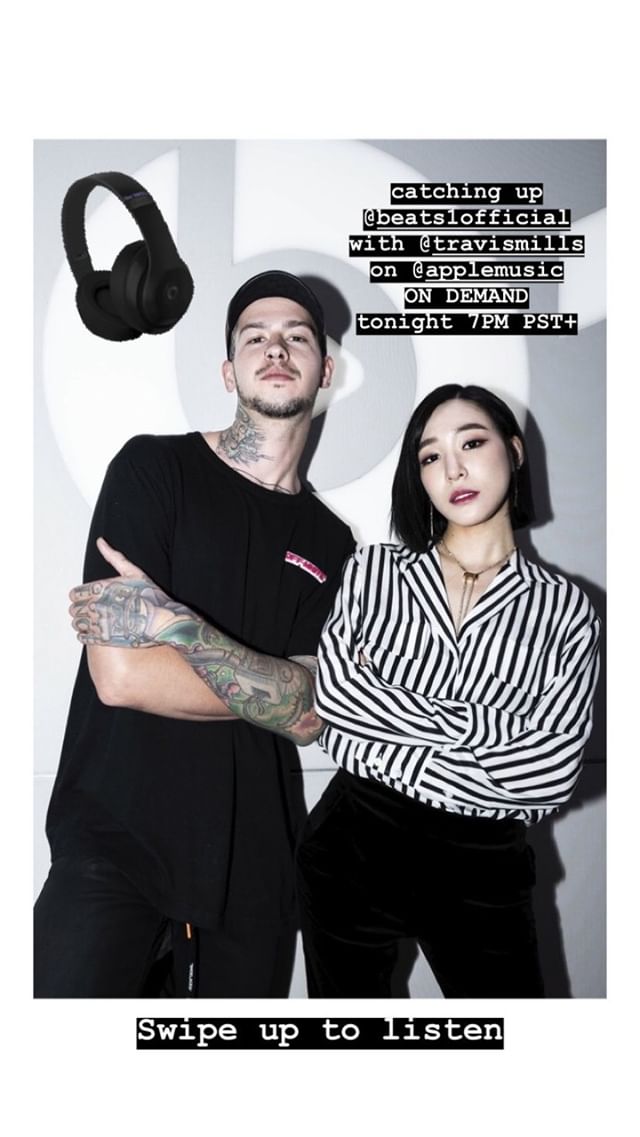 catching up
@beats1official
with @travismills
on @applemusic
ON DEMAND
tonight 7PM PST+
Swipe up to listen